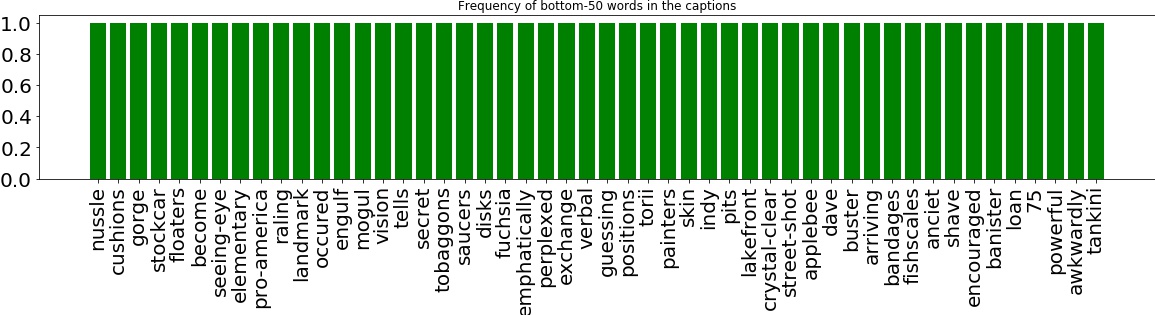 Frequency of bottom-50 words in the captions
1.0
0.8
0.6
0.4
0.2
0.0
nussle
cushions
gorge
stockcar
floaters
become
seeing-eye
elementary
pro-america
railing
landmark
occured
engulf
mogul
vision
tells
secret
tobaggons
saucers
disks
fuchsia
emphatically
perplexed
exchange
verbal
guessing
positions
torii
painters
skin
indy
pits
lakefront
crystal-clear
street-shot
applebee
dave
buster
arriving
bandages
fishscales
anciet
shave
encouraged
banister
loan
75
powerful
awkwardly
tankini